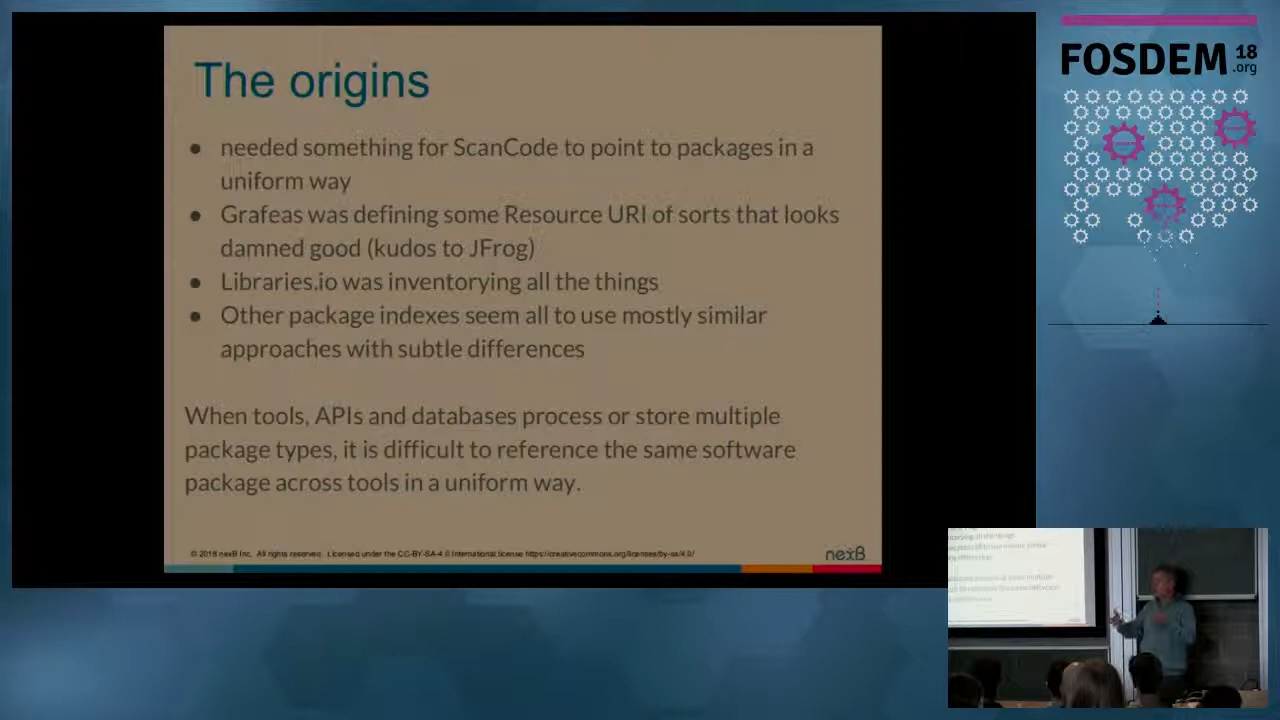 The origins
● needed something for ScanCode to point to packages in a
uniform way
● Grafeas was defining some Resource URI of sorts that looks
damned good (kudos to JFrog)
● Libraries.io was inventorying all the things
● Other package indexes seem all to use mostly similar
approaches with subtle differences
When tools, APIs and databases process or store multiple
package types, it is difficult to reference the same software
package across tools in a uniform way.
© 2018 nexB Inc. All rights reserved. Licensed under the CC-BY-SA-4.0 International license https://creativecommons.org/licenses/by-sa/4.0/
nexB
FOSDEM 18
.org